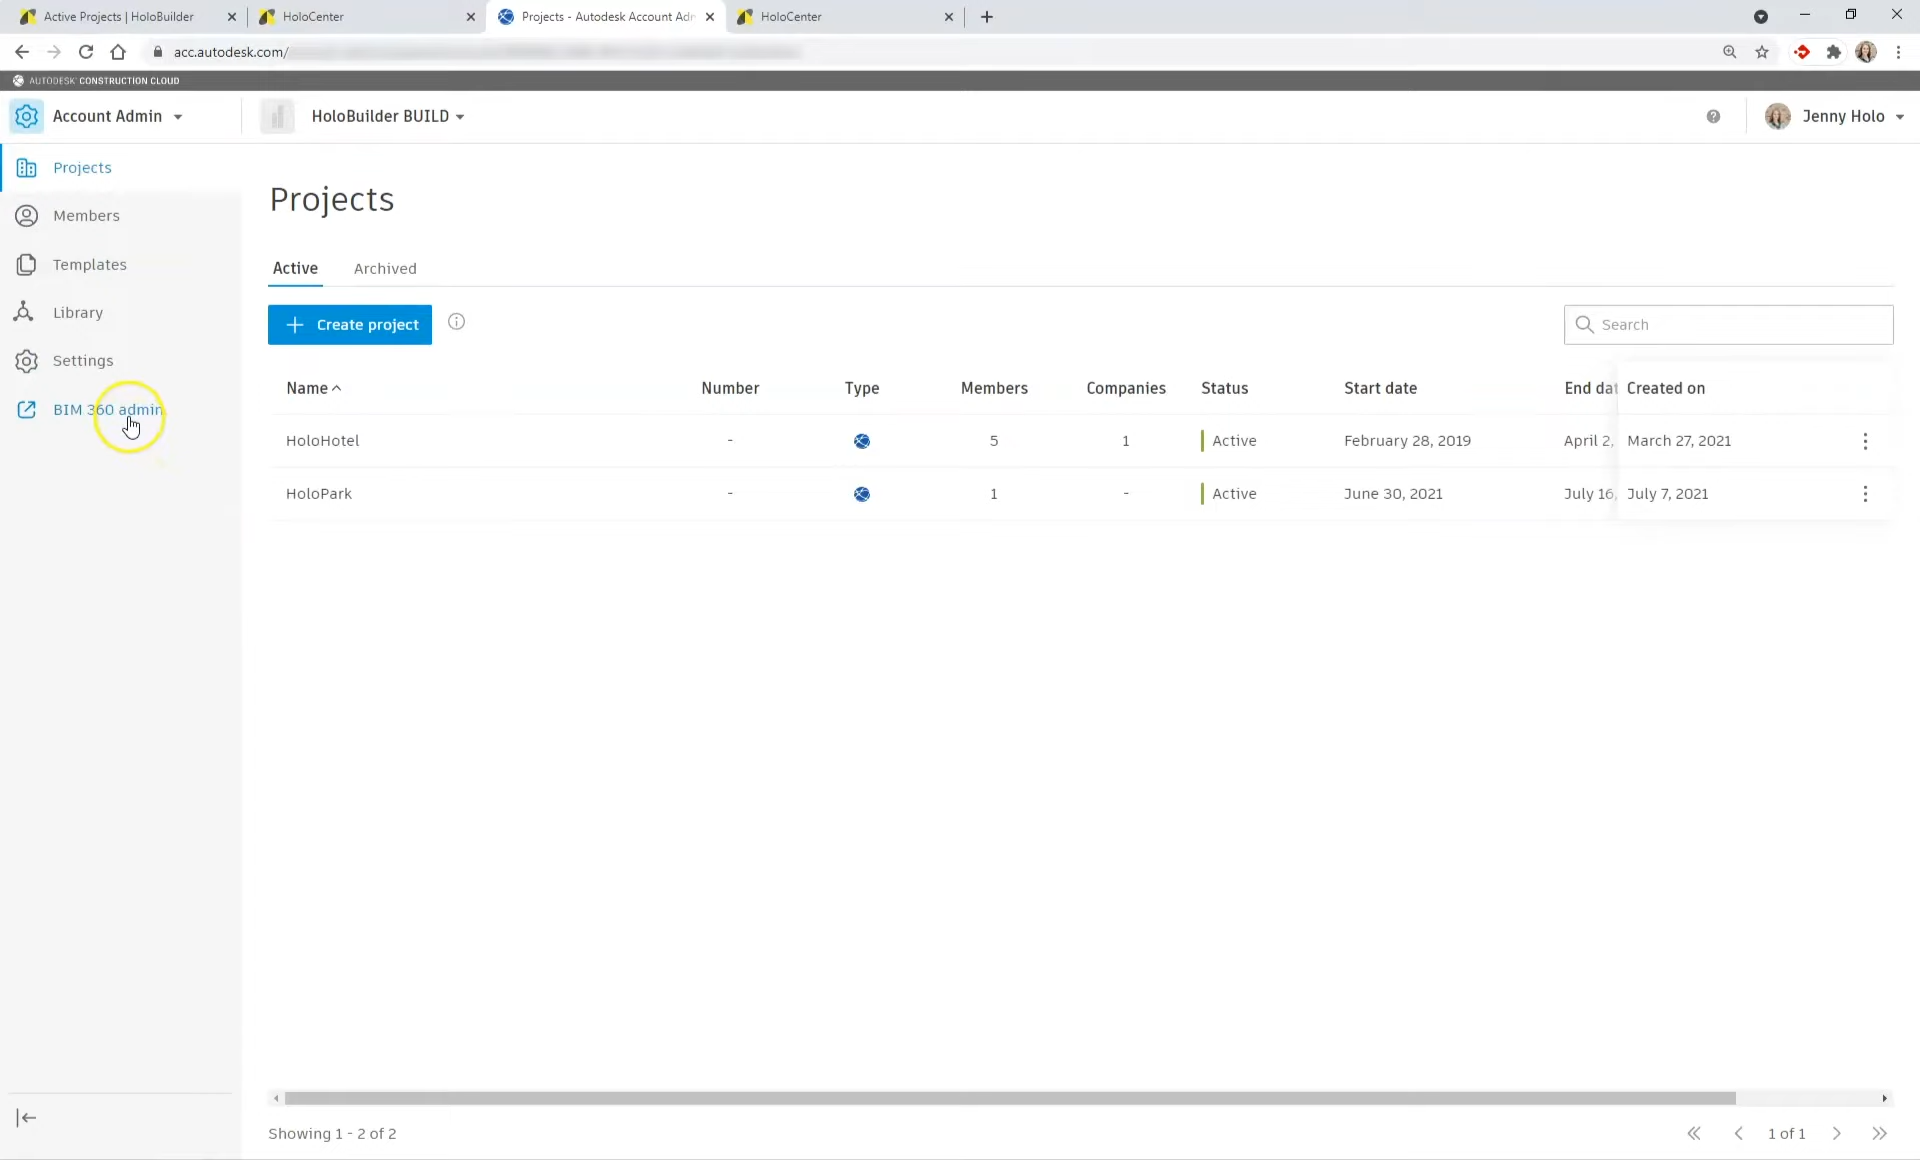 Active Projects | HoloBuilder
HoloCenter
Projects - Autodesk Account Adr
HoloCenter
acc.autodesk.com/
AUTODESK® CONSTRUCTION CLOUD
Account Admin
HoloBuilder BUILD
Jenny Holo
Projects
Members
Templates
Library
Settings
BIM 360 admin
Projects
Active
Archived
Create project
Search
Name Number Type Members Companies Status Start date End dat Created on
HoloHotel - 5 1 Active February 28, 2019 April 2, March 27, 2021
HoloPark - 1 - Active June 30, 2021 July 16, July 7, 2021
Showing 1 - 2 of 2
1 of 1